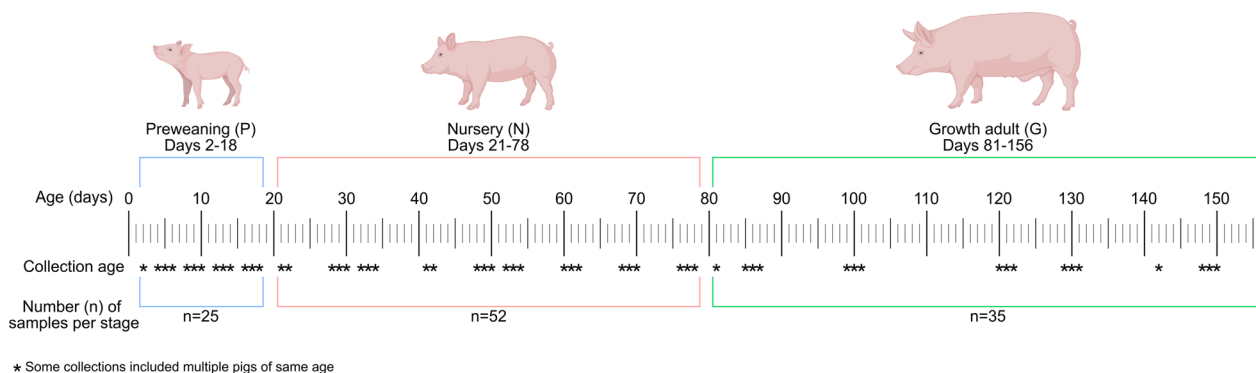 Preweaning (P)
Days 2-18
Nursery (N)
Days 21-78
Growth adult (G)
Days 81-156
Age (days) 0 10 20 30 40 50 60 70 80 90 100 110 120 130 140 150
Collection age * *** *** *** *** ** *** *** ** *** *** *** *** *** * *** *** *** *** * ***
Number (n) of
samples per stage
n=25
n=52
n=35
* Some collections included multiple pigs of same age